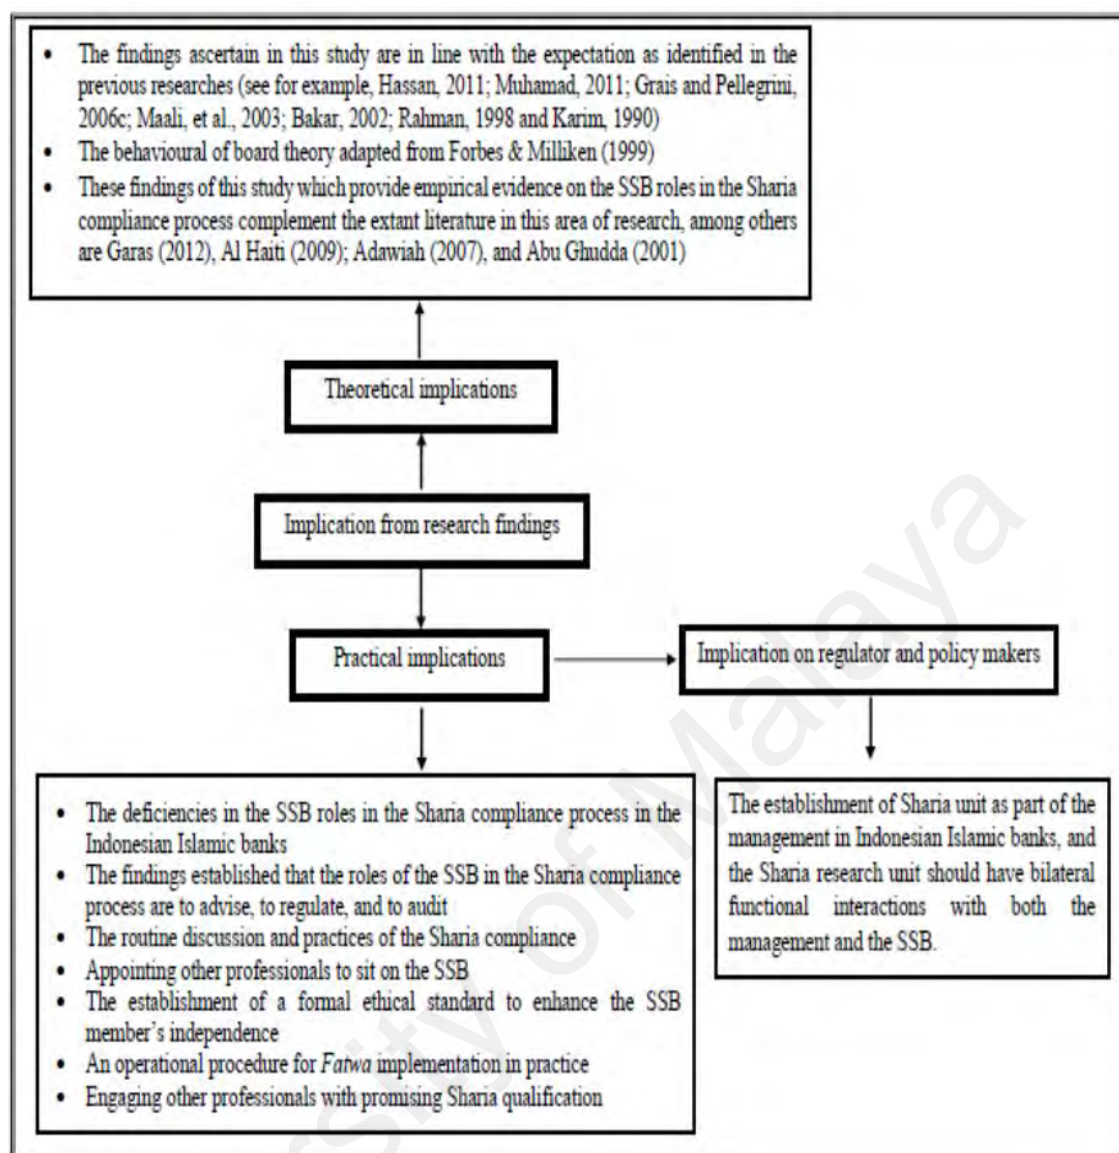 • The findings ascertain in this study are in line with the expectation as identified in the
previous researches (see for example, Hassan, 2011; Muhamad, 2011; Grais and Pellegrini,
2006c; Maali, et al., 2003; Bakar, 2002; Rahman, 1998 and Karim, 1990)
• The behavioural of board theory adapted from Forbes & Milliken (1999)
• These findings of this study which provide empirical evidence on the SSB roles in the Sharia
compliance process complement the extant literature in this area of research, among others
are Garas (2012), Al Haiti (2009); Adawiah (2007), and Abu Ghudda (2001)
Theoretical implications
Implication from research findings
Practical implications
Implication on regulator and policy makers
• The deficiencies in the SSB roles in the Sharia compliance process in the
Indonesian Islamic banks
• The findings established that the roles of the SSB in the Sharia compliance
process are to advise, to regulate, and to audit
• The routine discussion and practices of the Sharia compliance
• Appointing other professionals to sit on the SSB
• The establishment of a formal ethical standard to enhance the SSB
member's independence
• An operational procedure for Fatwa implementation in practice
• Engaging other professionals with promising Sharia qualification
The establishment of Sharia unit as part of the
management in Indonesian Islamic banks, and
the Sharia research unit should have bilateral
functional interactions with both the
management and the SSB.
rsity of Malaya